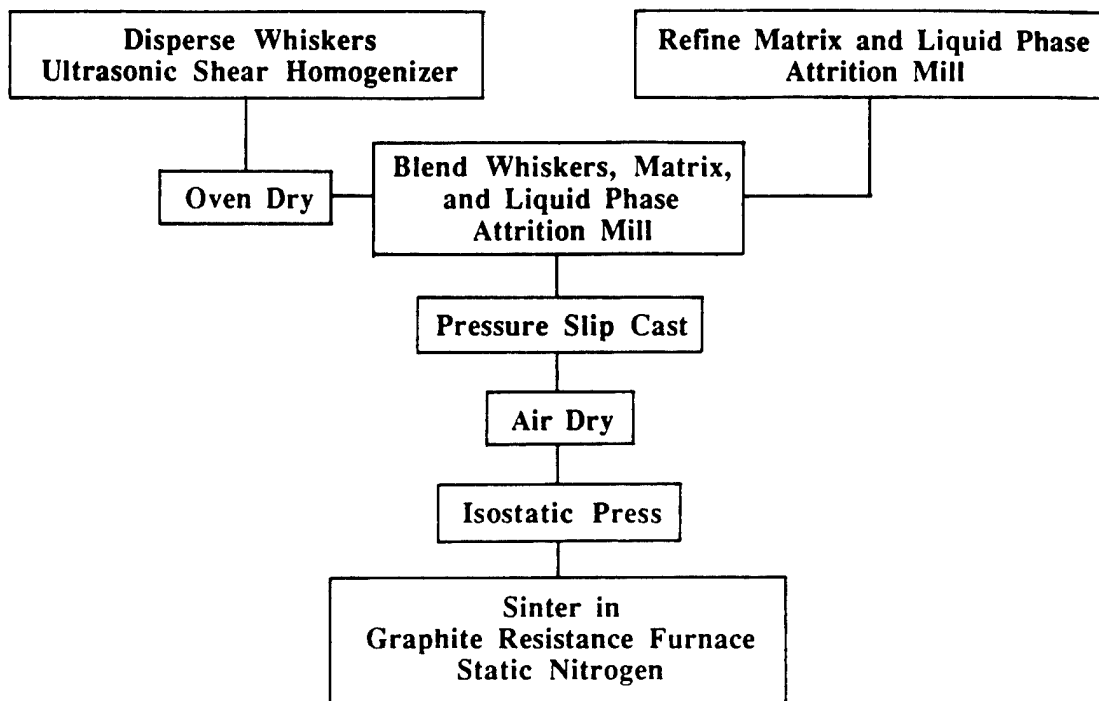 Disperse Whiskers
Ultrasonic Shear Homogenizer
Refine Matrix and Liquid Phase
Attrition Mill
Oven Dry
Blend Whiskers, Matrix,
and Liquid Phase
Attrition Mill
Pressure Slip Cast
Air Dry
Isostatic Press
Sinter in
Graphite Resistance Furnace
Static Nitrogen